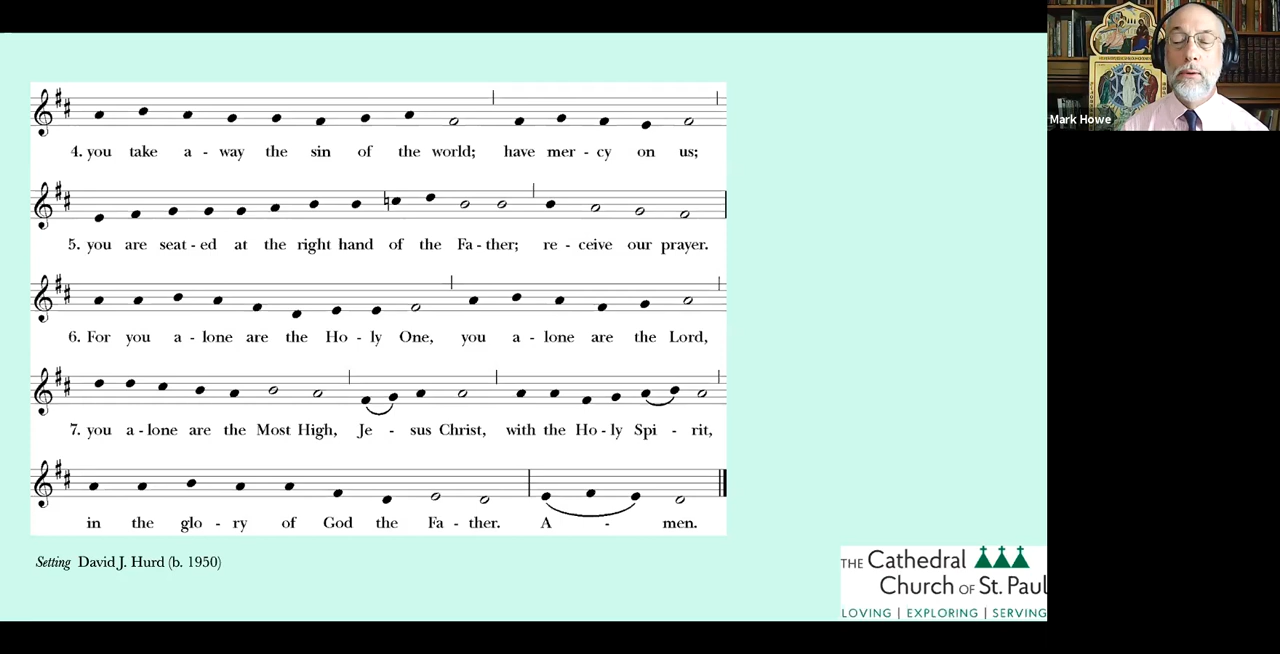 4. you take a - way the sin of the world; have mer - cy on us;
5. you are seat - ed at the right hand of the Fa - ther; re - ceive our prayer.
6. For you a - lone are the Ho - ly One, you a - lone are the Lord,
7. you a - lone are the Most High, Je - sus Christ, with the Ho - ly Spi - rit,
in the glo - ry of God the Fa - ther. A - men.
Setting David J. Hurd (b. 1950)
THE Cathedral
Church OF St. Paul
LOVING | EXPLORING | SERVING
Mark Howe